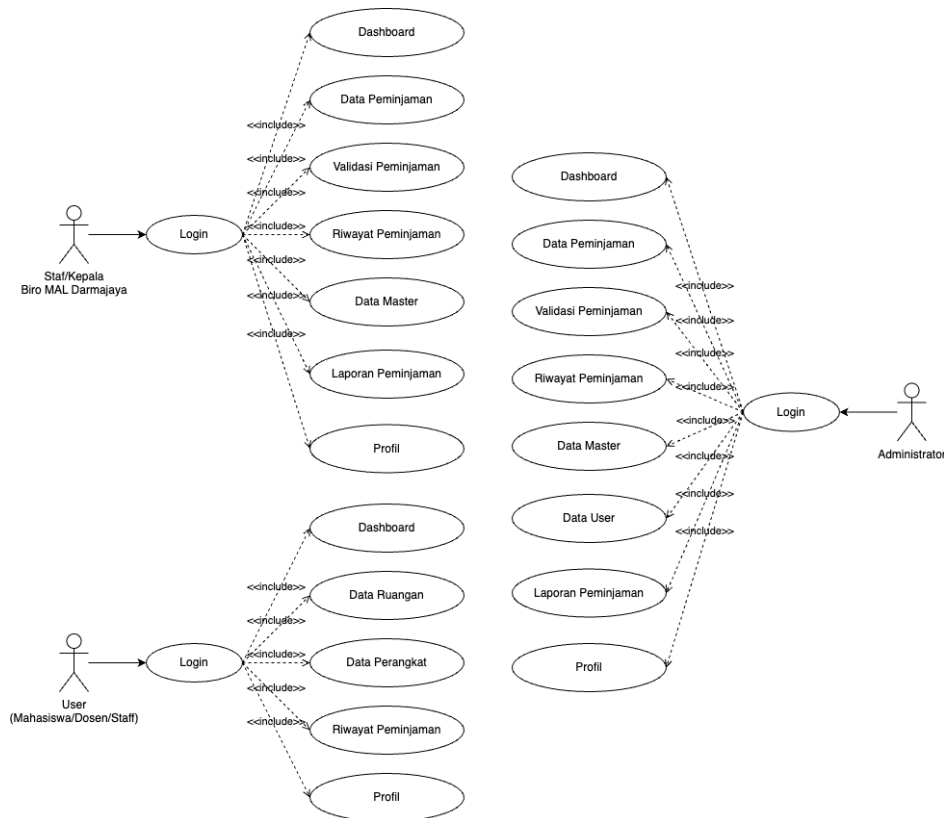 Dashboard
Data Peminjaman
<<include>>
<<include>>
Validasi Peminjaman
<<include>>
Staf/Kepala
Biro MAL Darmajaya
Login
<<include>>
Riwayat Peminjaman
<<include>>
<<include>>
Data Master
<<include>>
Laporan Peminjaman
Profil
Dashboard
<<include>>
Data Ruangan
<<include>>
User
(Mahasiswa/Dosen/Staff)
Login
<<include>>
Data Perangkat
<<include>>
<<include>>
Riwayat Peminjaman
Profil
Dashboard
Data Peminjaman
<<include>>
Validasi Peminjaman
<<include>>
<<include>>
Riwayat Peminjaman
<<include>>
Login
Administrator
<<include>>
Data Master
<<include>>
<<include>>
Data User
<<include>>
Laporan Peminjaman
Profil